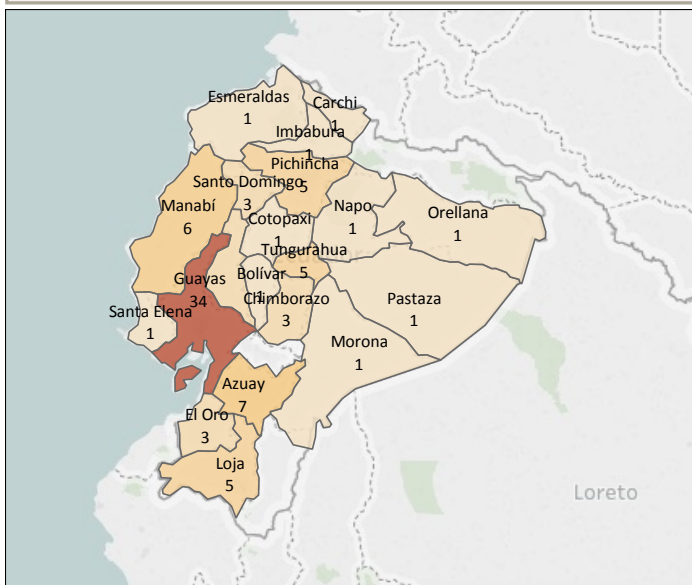 Esmeraldas
1
Carchi
1
Imbabura
1
Pichincha
5
Santo Domingo
3
Manabí
6
Cotopaxi
1
Napo
1
Orellana
1
Tungurahua
5
Guayas
34
Bolívar
1
Chimborazo
3
Pastaza
1
Santa Elena
1
Morona
1
Azuay
7
El Oro
3
Loja
5
Loreto